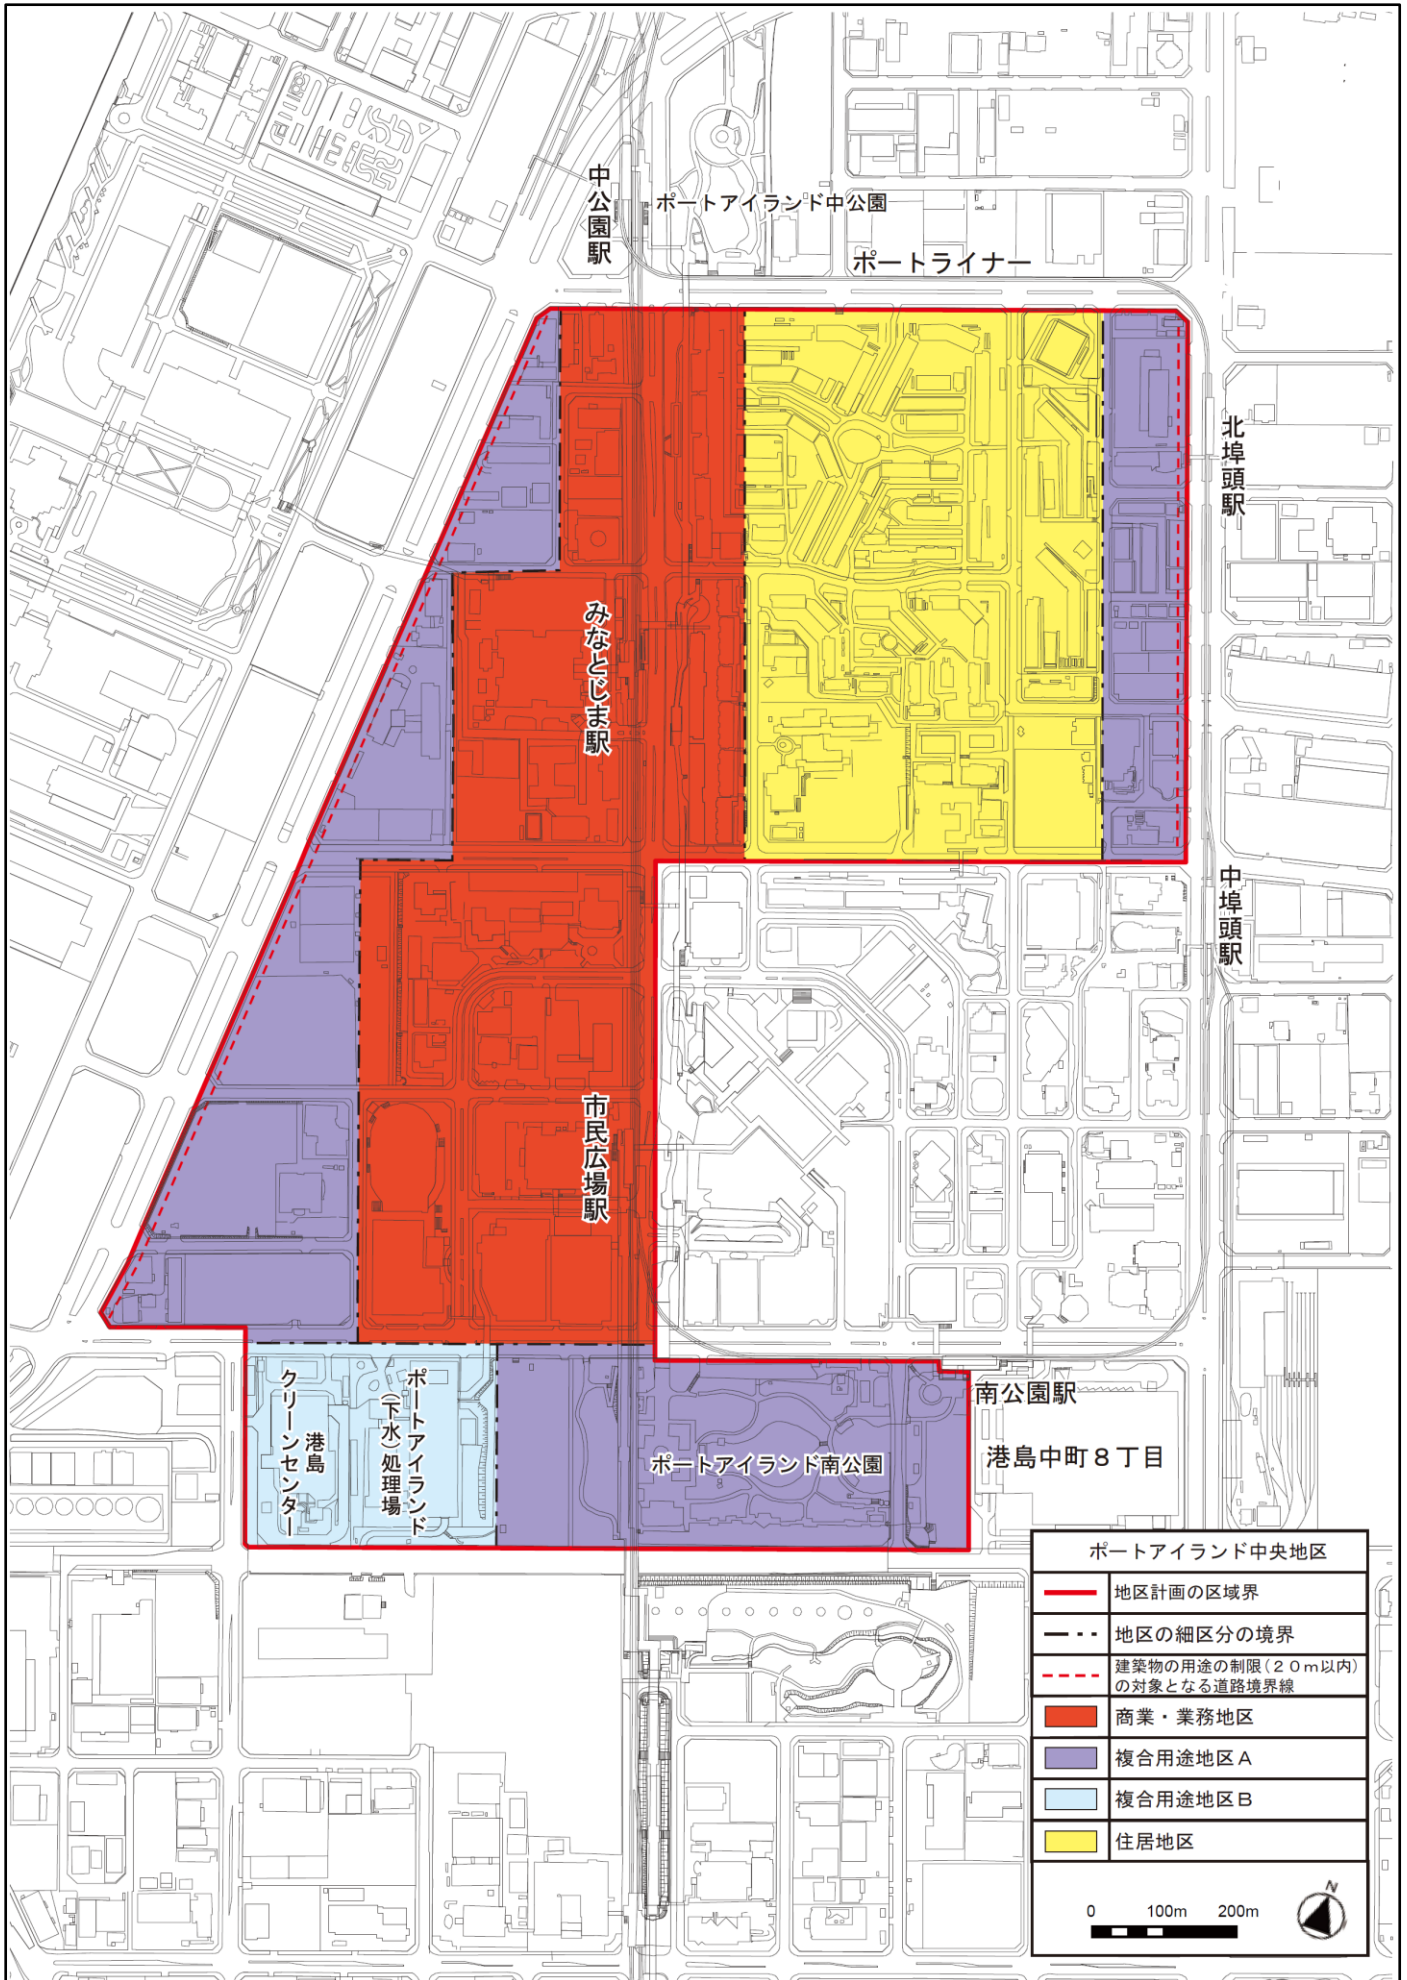 中公園駅
ポートアイランド中公園
ポートライナー
北埠頭駅
みなとじま駅
中埠頭駅
市民広場駅
南公園駅
港島中町8丁目
港島
クリーンセンター
ポートアイランド
(下水)処理場
ポートアイランド南公園
ポートアイランド中央地区
地区計画の区域界
地区の細区分の境界
建築物の用途の制限(20m以内)
の対象となる道路境界線
商業・業務地区
複合用途地区A
複合用途地区B
住居地区
N
0 100m 200m